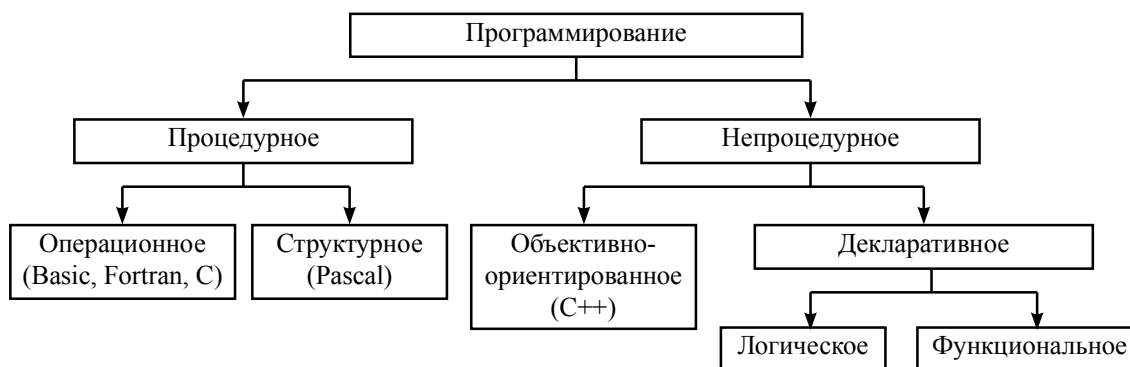 Программирование
Процедурное
Непроцедурное
Операционное
(Basic, Fortran, C)
Структурное
(Pascal)
Объективно-
ориентированное
(C++)
Декларативное
Логическое
Функциональное